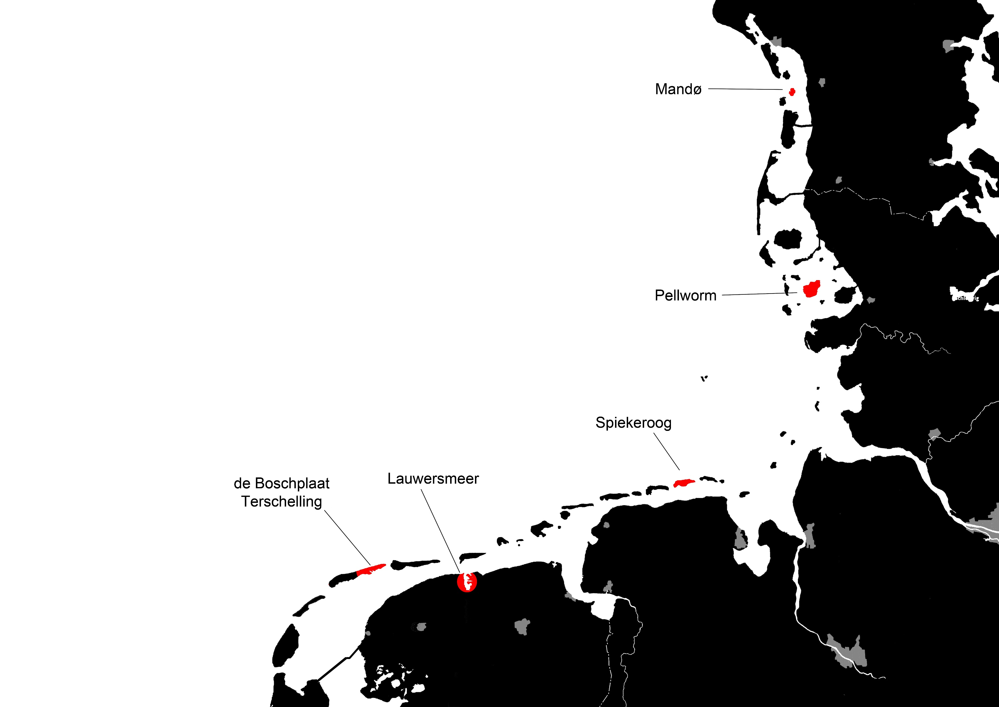 Mandø
Pellworm
Spiekeroog
Lauwersmeer
de Boschplaat
Terschelling